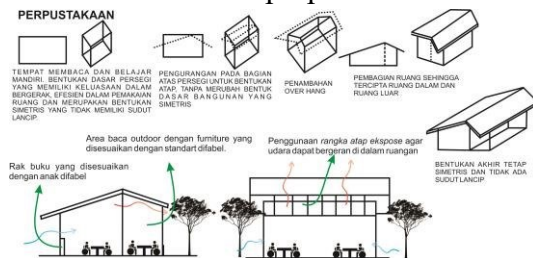 PERPUSTAKAAN
TEMPAT MEMBACA DAN BELAJAR
MANDIRI. BENTUKAN DASAR PERSEGI
YANG MEMILIKI KELUASAAN DALAM
BERGERAK, EFESIEN DALAM PEMAKAIAN
RUANG DAN MERUPAKAN BENTUKAN
SIMETRIS YANG TIDAK MEMILIKI SUDUT
LANCIP.
PENGURANGAN PADA BAGIAN
ATAS PERSEGI UNTUK BENTUKAN
ATAP, TANPA MERUBAH BENTUK
DASAR BANGUNAN YANG
SIMETRIS
PENAMBAHAN
OVER HANG
PEMBAGIAN RUANG SEHINGGA
TERCIPTA RUANG DALAM DAN
RUANG LUAR
BENTUKAN AKHIR TETAP
SIMETRIS DAN TIDAK ADA
SUDUT LANCIP
Area baca outdoor dengan furniture yang
disesuaikan dengan standart difabel.
Rak buku yang disesuaikan
dengan anak difabel
Penggunaan rangka atap ekspose agar
udara dapat bergeran di dalam ruangan